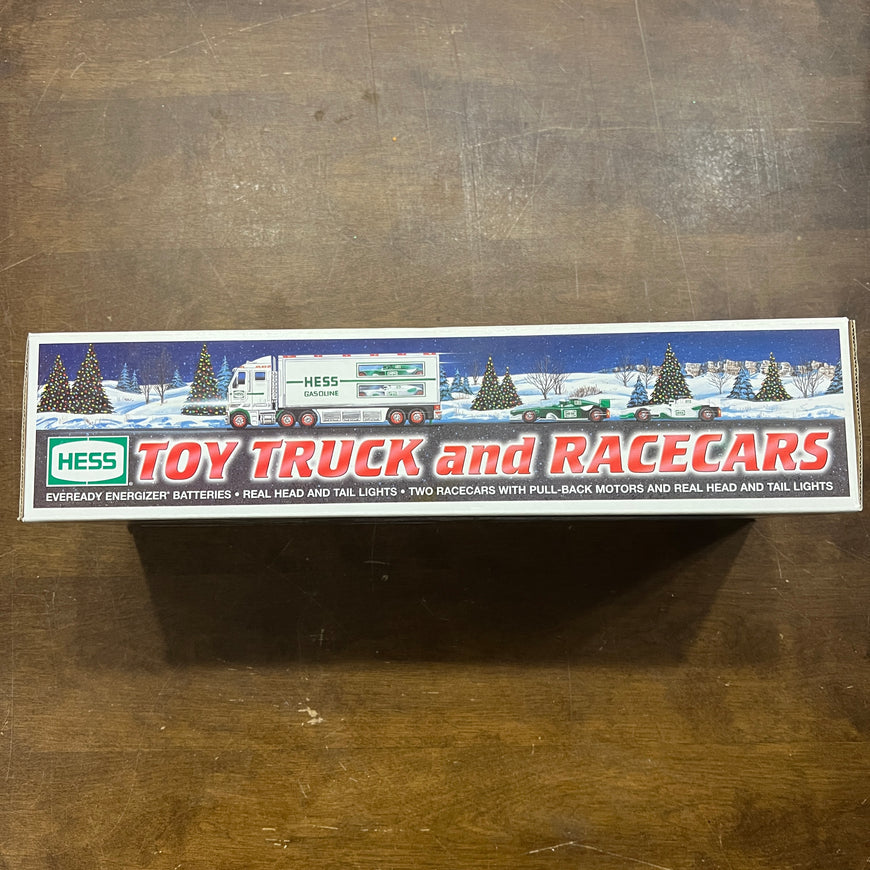 HESS
GASOLINE
HESS®
TOY TRUCK and RACECARS
EVEREADY ENERGIZER® BATTERIES • REAL HEAD AND TAIL LIGHTS • TWO RACECARS WITH PULL-BACK MOTORS AND REAL HEAD AND TAIL LIGHTS